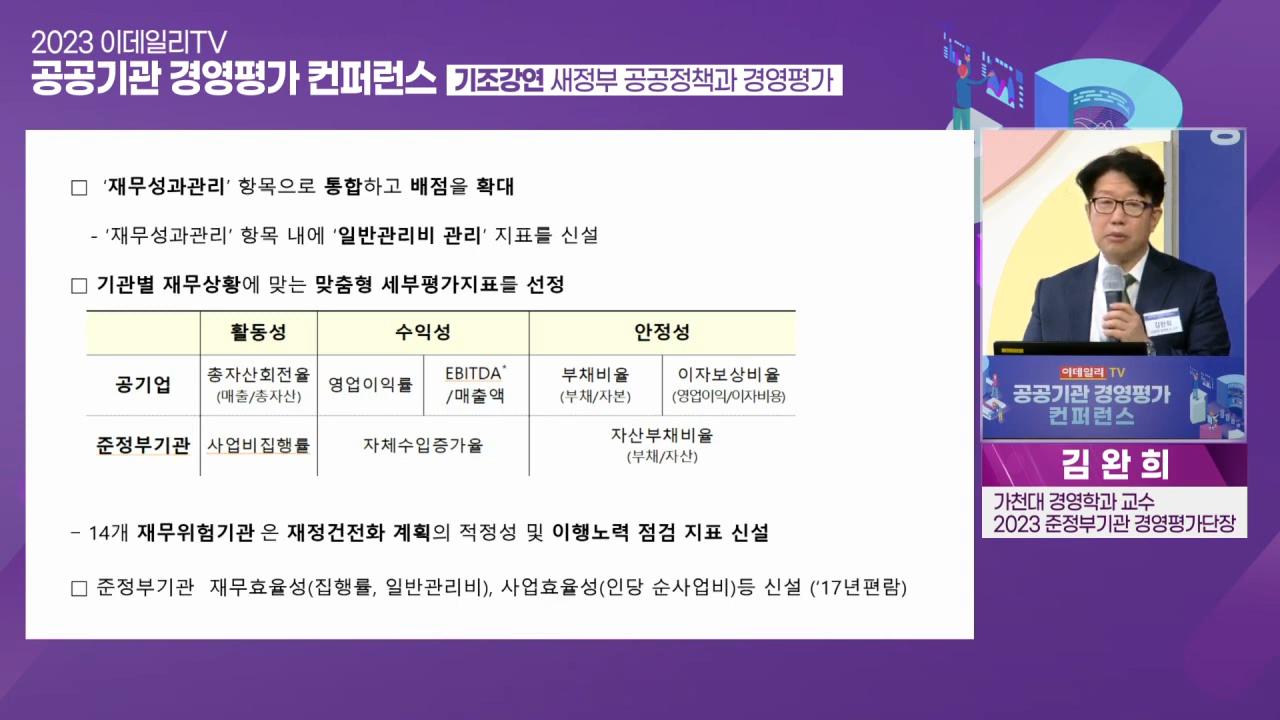 2023 이데일리TV
공공기관 경영평가 컨퍼런스 기조강연 새정부 공공정책과 경영평가
□ ‘재무성과관리’ 항목으로 통합하고 배점을 확대
- ‘재무성과관리’ 항목 내에 ‘일반관리비 관리’ 지표를 신설
□ 기관별 재무상황에 맞는 맞춤형 세부평가지표를 선정
활동성 수익성 안정성
공기업 총자산회전율 (매출/총자산) 영업이익률 EBITDA* /매출액 부채비율 (부채/자본) 이자보상비율 (영업이익/이자비용)
준정부기관 사업비집행률 자체수입증가율 자산부채비율 (부채/자산)
- 14개 재무위험기관 은 재정건전화 계획의 적정성 및 이행노력 점검 지표 신설
□ 준정부기관 재무효율성(집행률, 일반관리비), 사업효율성(인당 순사업비)등 신설 (‘17년편람)
김완희
이데일리 TV
공공기관 경영평가
컨퍼런스
김완희
가천대 경영학과 교수
2023 준정부기관 경영평가단장